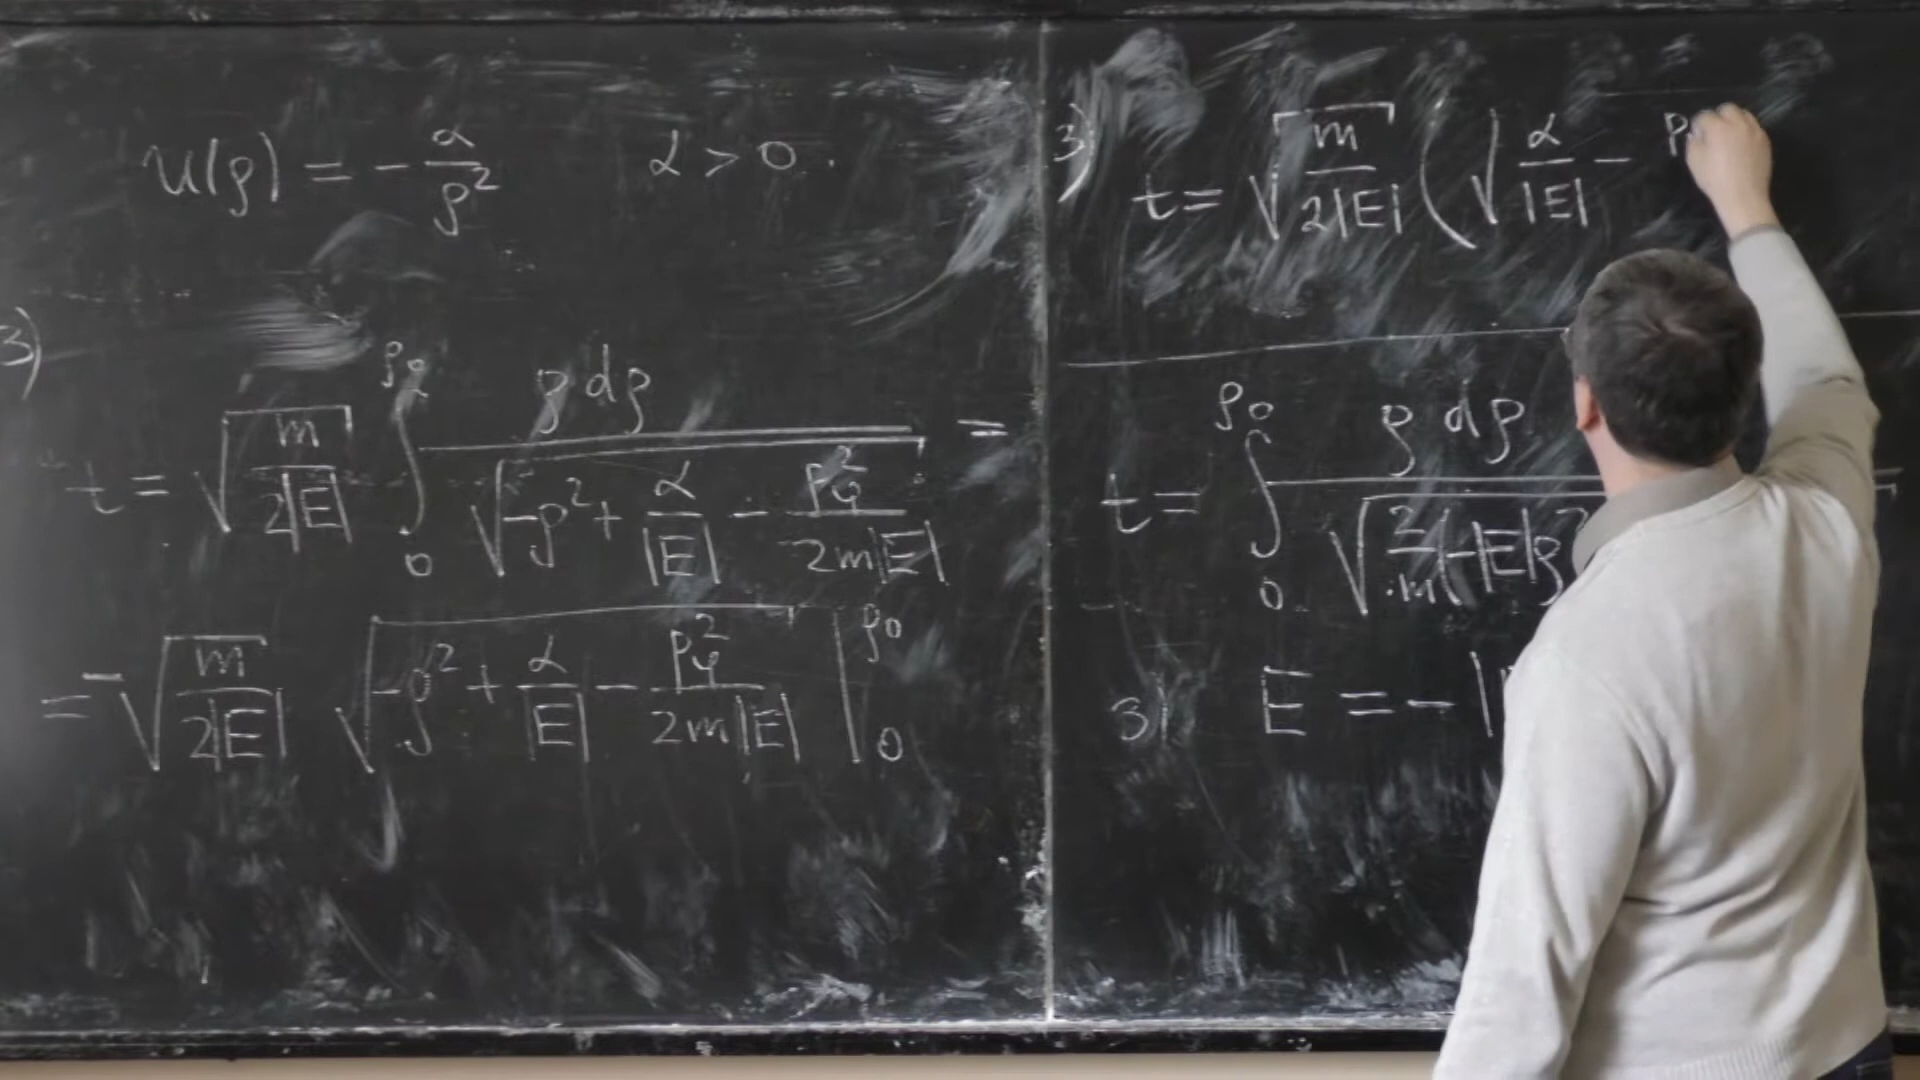 u(ρ) = - α/ρ²    α > 0.
3)
t = √(m/2|E|) ∫₀^ρ₀ ρ dρ / √(-ρ² + α/|E| - p_φ²/2m|E|) =
= -√(m/2|E|) √(-ρ² + α/|E| - p_φ²/2m|E|) |₀^ρ₀
3)
t = √(m/2|E|) (√(α/|E| - p
t = ∫₀^ρ₀ ρ dρ / √(2/m(-|E|ρ²
3) E = -|